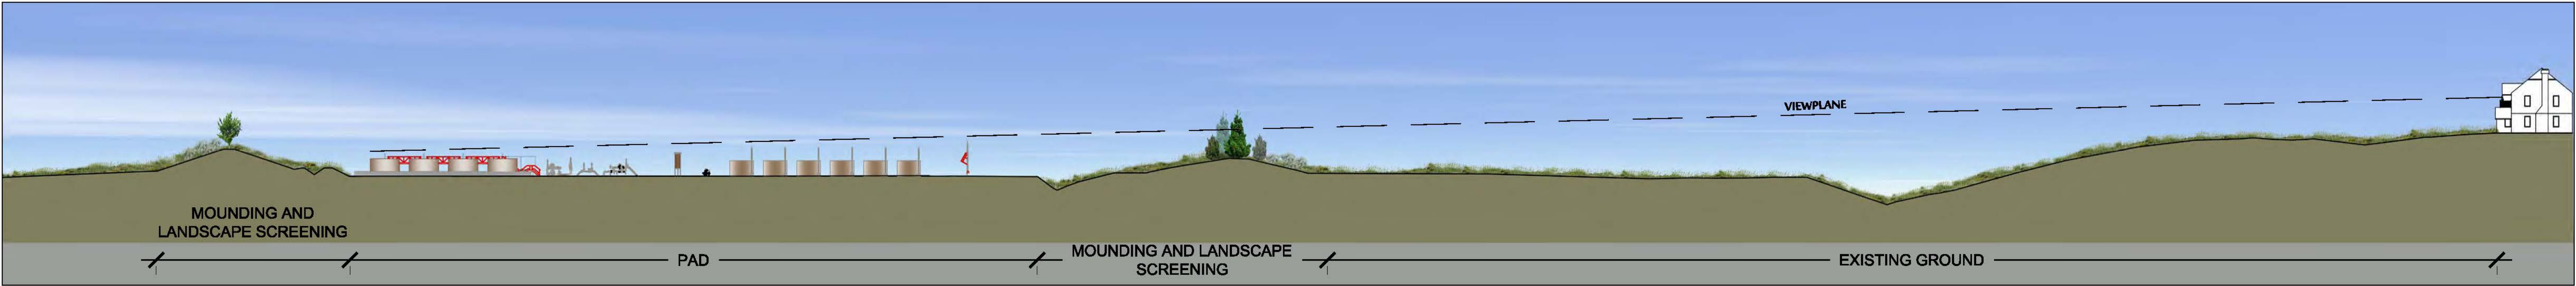 VIEWPLANE
MOUNDING AND
LANDSCAPE SCREENING
PAD
MOUNDING AND LANDSCAPE
SCREENING
EXISTING GROUND